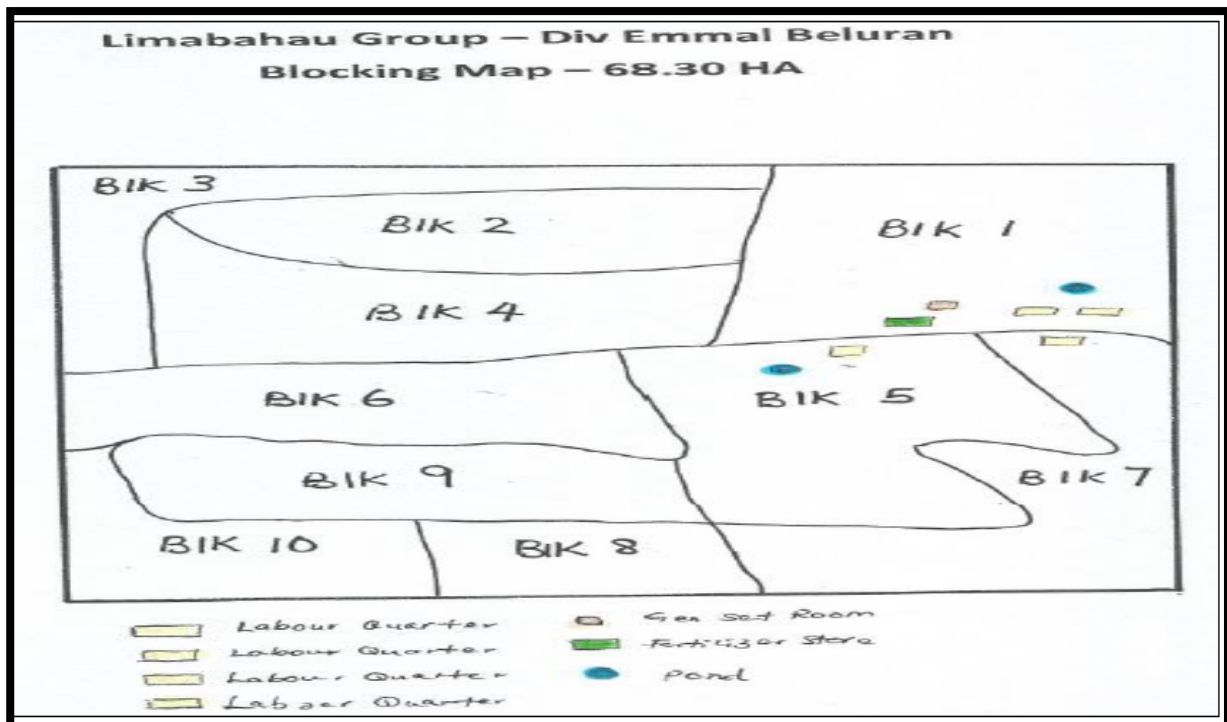 Limabahau Group – Div Emmal Beluran
Blocking Map – 68.30 HA
BIK 3
BIK 2
BIK 1
BIK 4
BIK 6
BIK 5
BIK 9
BIK 7
BIK 10
BIK 8
Labour Quarter
Labour Quarter
Labour Quarter
Labaer Quarter
Gen Set Room
Fertilizer Store
Pond